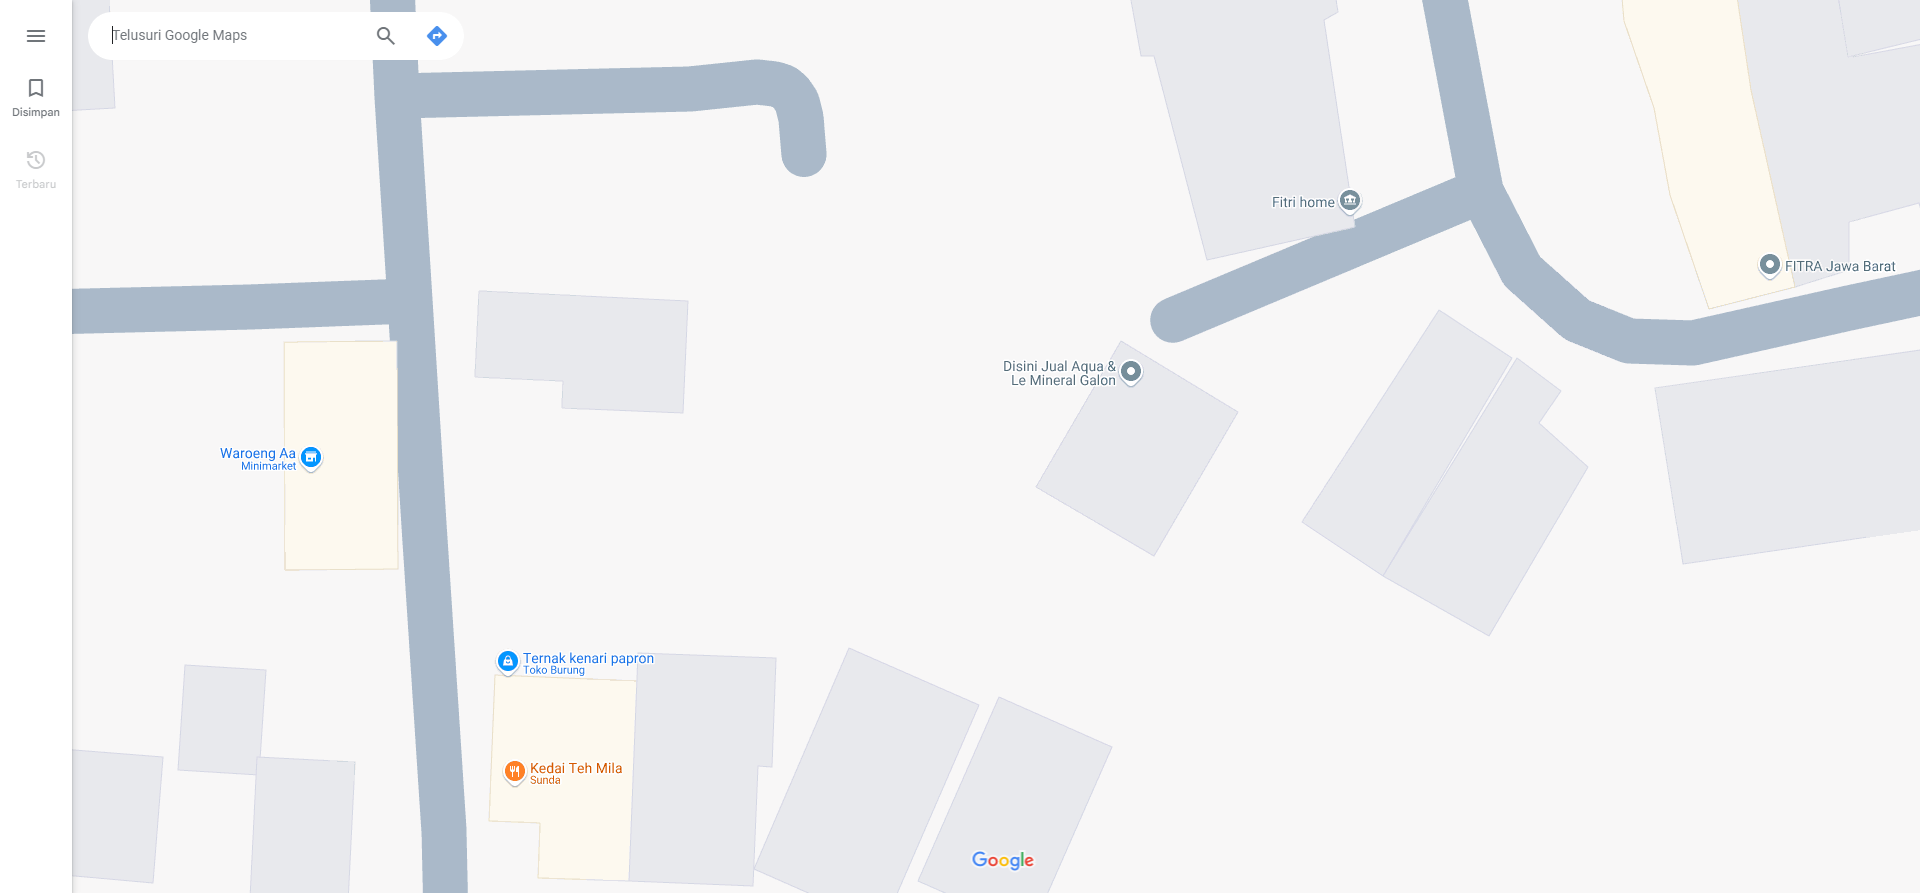 Telusuri Google Maps
Disimpan
Terbaru
Fitri home
FITRA Jawa Barat
Disini Jual Aqua &
Le Mineral Galon
Waroeng Aa
Minimarket
Ternak kenari papron
Toko Burung
Kedai Teh Mila
Sunda
Google